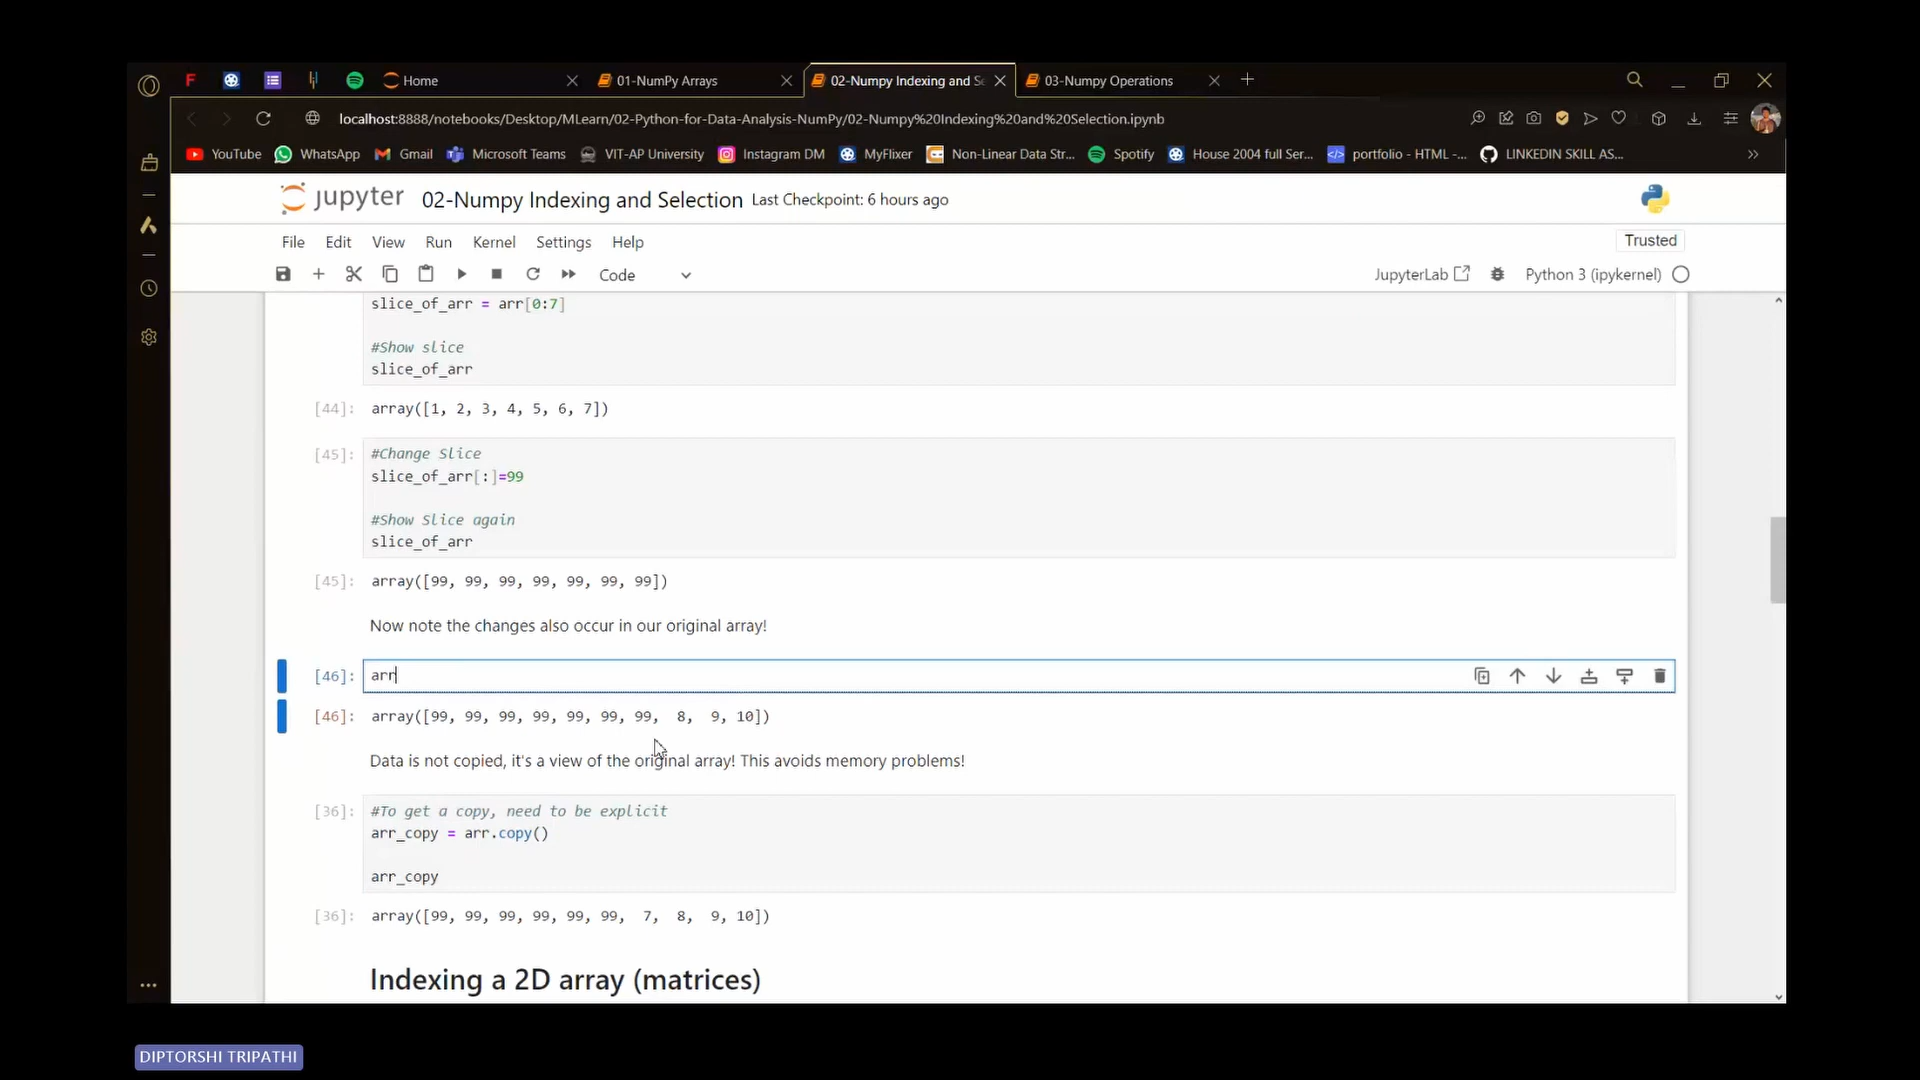 F
Home
01-NumPy Arrays
02-Numpy Indexing and Se
03-Numpy Operations
localhost:8888/notebooks/Desktop/MLearn/02-Python-for-Data-Analysis-NumPy/02-Numpy%20Indexing%20and%20Selection.ipynb
YouTube WhatsApp Gmail Microsoft Teams VIT-AP University Instagram DM MyFlixer Non-Linear Data Str... Spotify House 2004 full Ser... portfolio - HTML -... LINKEDIN SKILL AS...
jupyter 02-Numpy Indexing and Selection Last Checkpoint: 6 hours ago
File Edit View Run Kernel Settings Help
Trusted
Code
JupyterLab Python 3 (ipykernel)
slice_of_arr = arr[0:7]
#Show slice
slice_of_arr
[44]: array([1, 2, 3, 4, 5, 6, 7])
[45]: #Change Slice
slice_of_arr[:]=99
#Show Slice again
slice_of_arr
[45]: array([99, 99, 99, 99, 99, 99, 99])
Now note the changes also occur in our original array!
[46]: arr
[46]: array([99, 99, 99, 99, 99, 99, 99, 8, 9, 10])
Data is not copied, it's a view of the original array! This avoids memory problems!
[36]: #To get a copy, need to be explicit
arr_copy = arr.copy()
arr_copy
[36]: array([99, 99, 99, 99, 99, 99, 7, 8, 9, 10])
Indexing a 2D array (matrices)
DIPTORSHI TRIPATHI